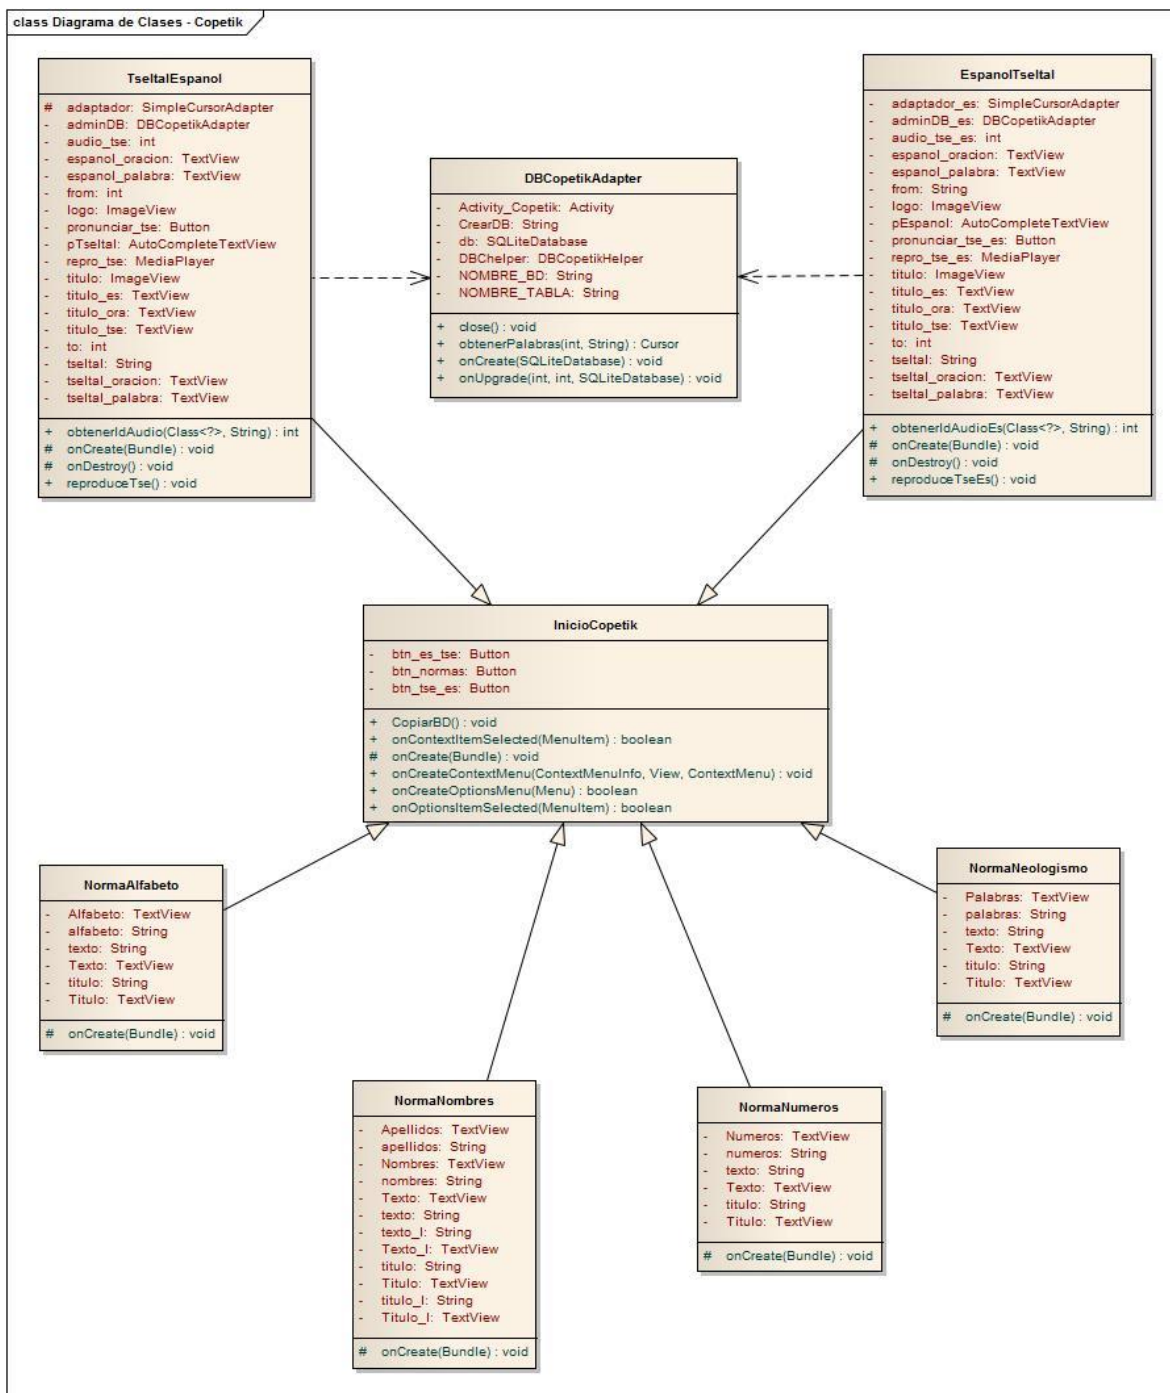 class Diagrama de Clases - Copetik
TseltalEspanol
# adaptador: SimpleCursorAdapter
- adminDB: DBCopetikAdapter
- audio_tse: int
- espanol_oracion: TextView
- espanol_palabra: TextView
- from: int
- logo: ImageView
- pronunciar_tse: Button
- pTseltal: AutoCompleteTextView
- repro_tse: MediaPlayer
- titulo: ImageView
- titulo_es: TextView
- titulo_ora: TextView
- titulo_tse: TextView
- to: int
- tseltal: String
- tseltal_oracion: TextView
- tseltal_palabra: TextView
+ obtenerIdAudio(Class<?>, String) : int
# onCreate(Bundle) : void
# onDestroy() : void
+ reproduceTse() : void
DBCopetikAdapter
- Activity_Copetik: Activity
- CrearDB: String
- db: SQLiteDatabase
- DBChelper: DBCopetikHelper
- NOMBRE_BD: String
- NOMBRE_TABLA: String
+ close() : void
+ obtenerPalabras(int, String) : Cursor
+ onCreate(SQLiteDatabase) : void
+ onUpgrade(int, int, SQLiteDatabase) : void
EspanolTseltal
- adaptador_es: SimpleCursorAdapter
- adminDB_es: DBCopetikAdapter
- audio_tse_es: int
- espanol_oracion: TextView
- espanol_palabra: TextView
- from: String
- logo: ImageView
- pEspanol: AutoCompleteTextView
- pronunciar_tse_es: Button
- repro_tse_es: MediaPlayer
- titulo: ImageView
- titulo_es: TextView
- titulo_ora: TextView
- titulo_tse: TextView
- to: int
- tseltal: String
- tseltal_oracion: TextView
- tseltal_palabra: TextView
+ obtenerIdAudioEs(Class<?>, String) : int
# onCreate(Bundle) : void
# onDestroy() : void
+ reproduceTseEs() : void
InicioCopetik
- btn_es_tse: Button
- btn_normas: Button
- btn_tse_es: Button
+ CopiarBD() : void
+ onContextItemSelected(MenuItem) : boolean
# onCreate(Bundle) : void
+ onCreateContextMenu(ContextMenuInfo, View, ContextMenu) : void
+ onCreateOptionsMenu(Menu) : boolean
+ onOptionsItemSelected(MenuItem) : boolean
NormaAlfabeto
- Alfabeto: TextView
- alfabeto: String
- texto: String
- Texto: TextView
- titulo: String
- Titulo: TextView
# onCreate(Bundle) : void
NormaNombres
- Apellidos: TextView
- apellidos: String
- Nombres: TextView
- nombres: String
- Texto: TextView
- texto: String
- texto_I: String
- Texto_I: TextView
- titulo: String
- Titulo: TextView
- titulo_I: String
- Titulo_I: TextView
# onCreate(Bundle) : void
NormaNumeros
- Numeros: TextView
- numeros: String
- texto: String
- Texto: TextView
- titulo: String
- Titulo: TextView
# onCreate(Bundle) : void
NormaNeologismo
- Palabras: TextView
- palabras: String
- texto: String
- Texto: TextView
- titulo: String
- Titulo: TextView
# onCreate(Bundle) : void